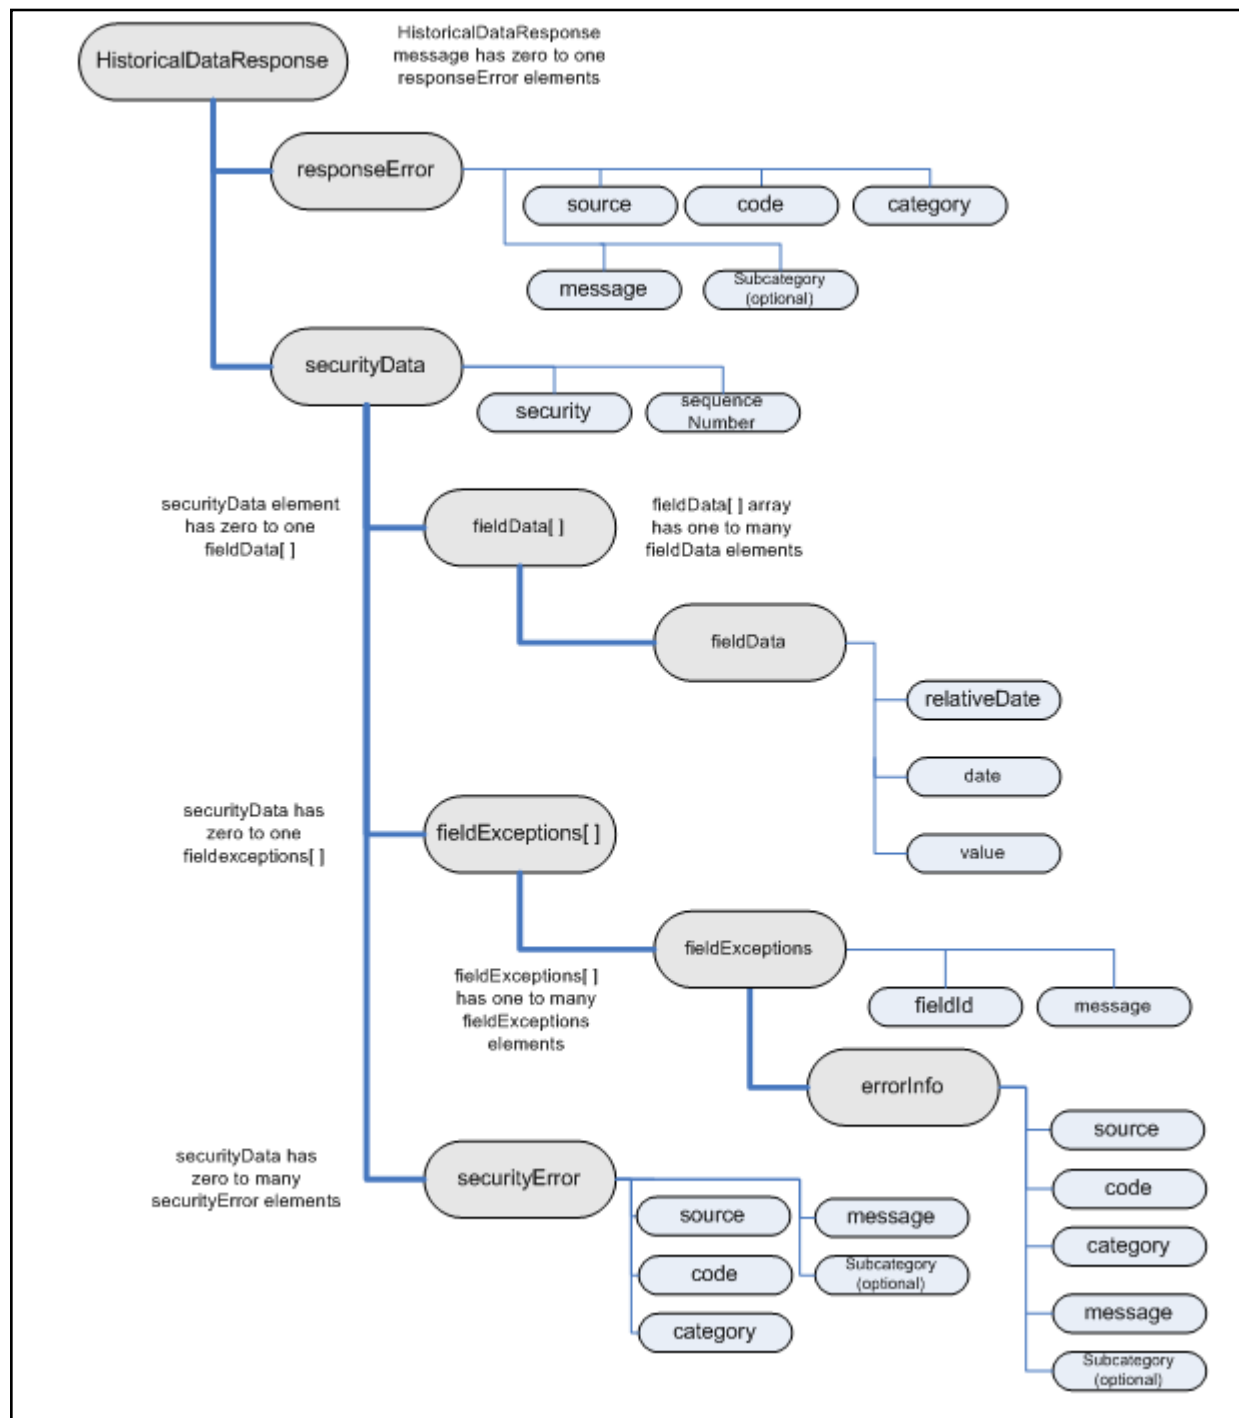 HistoricalDataResponse
HistoricalDataResponse
message has zero to one
responseError elements
responseError
source
code
category
message
Subcategory
(optional)
securityData
security
sequence
Number
securityData element
has zero to one
fieldData[ ]
fieldData[ ]
fieldData[ ] array
has one to many
fieldData elements
fieldData
relativeDate
date
value
securityData has
zero to one
fieldexceptions[ ]
fieldExceptions[ ]
fieldExceptions
fieldId
message
fieldExceptions[ ]
has one to many
fieldExceptions
elements
errorInfo
source
code
category
message
Subcategory
(optional)
securityData has
zero to many
securityError elements
securityError
source
message
code
Subcategory
(optional)
category